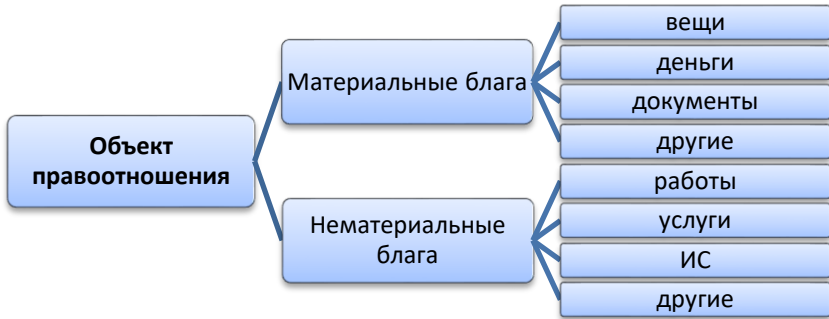 Объект
правоотношения
Материальные блага
вещи
деньги
документы
другие
Нематериальные
блага
работы
услуги
ИС
другие